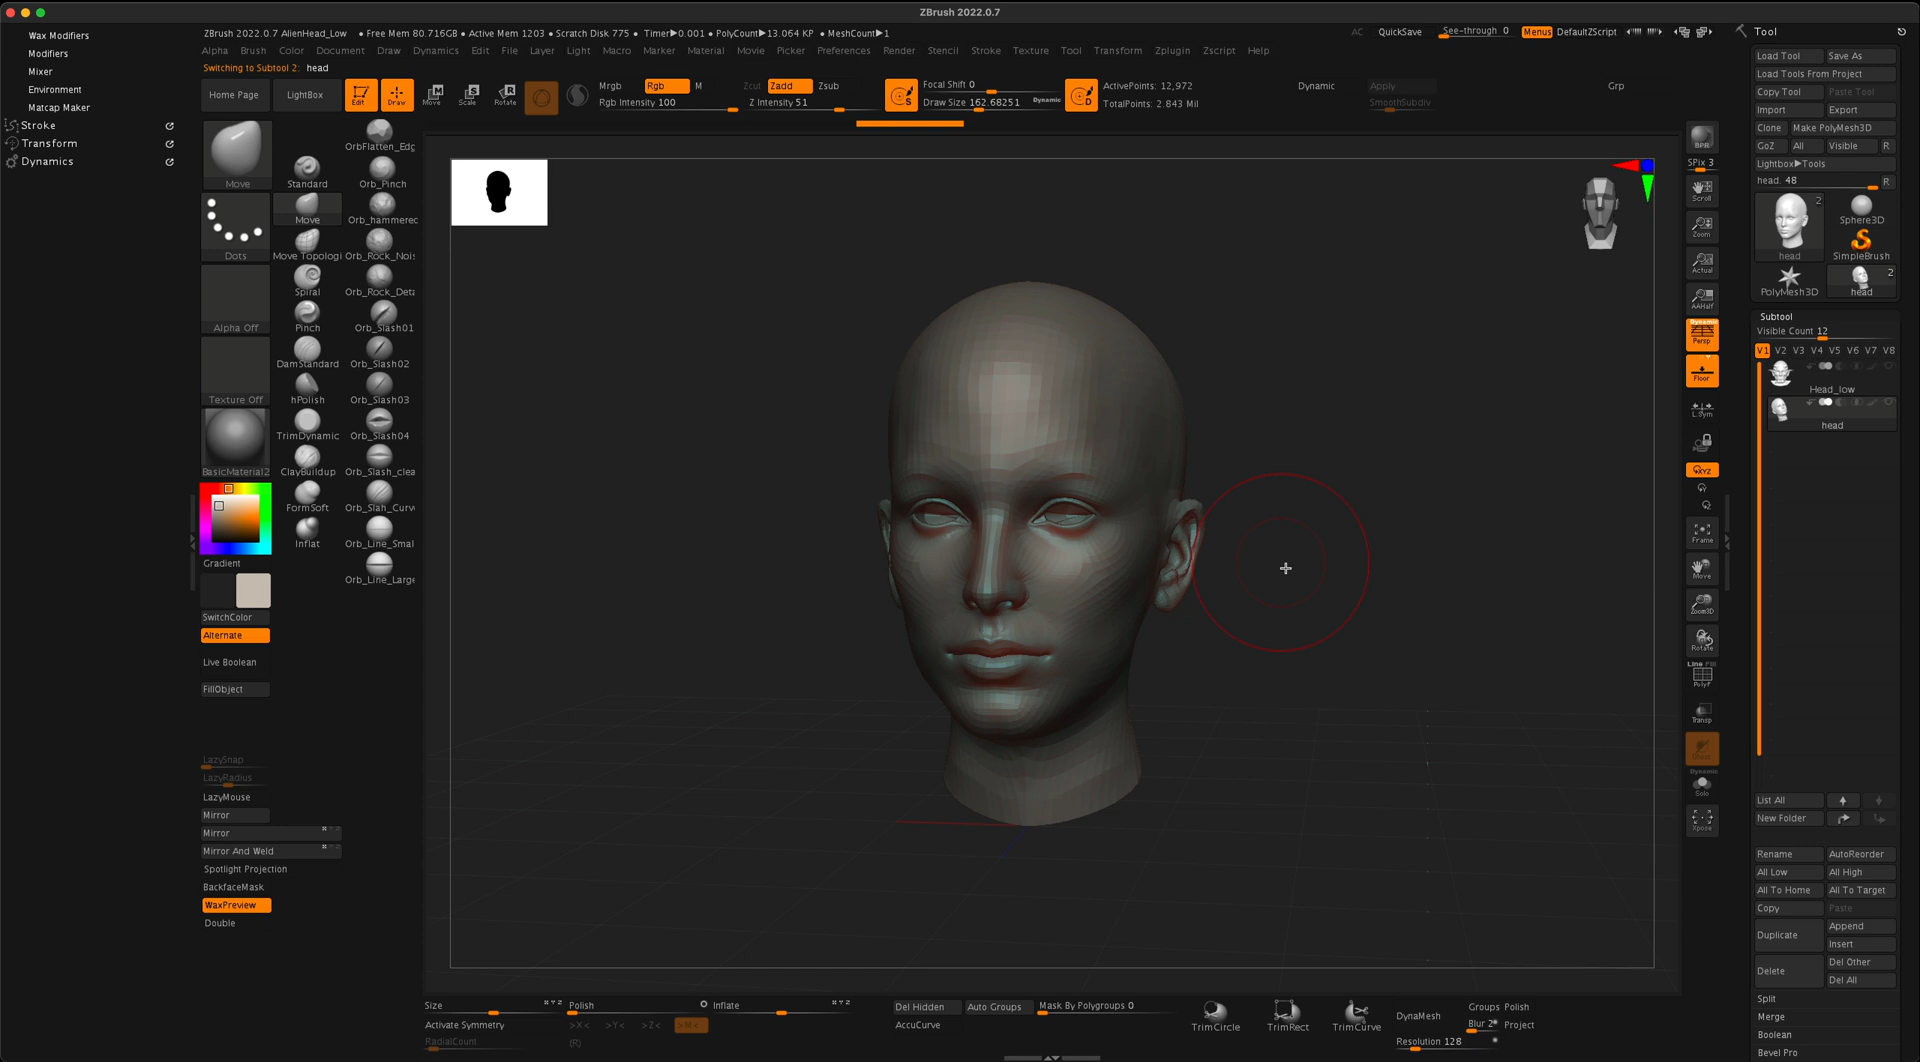 ZBrush 2022.0.7
ZBrush 2022.0.7 AlienHead_Low • Free Mem 80.716GB • Active Mem 1203 • Scratch Disk 775 • Timer▶0.001 • PolyCount▶13.064 KP • MeshCount▶1
AC QuickSave See-through 0 Menus DefaultZScript
Alpha Brush Color Document Draw Dynamics Edit File Layer Light Macro Marker Material Movie Picker Preferences Render Stencil Stroke Texture Tool Transform Zplugin Zscript Help
Switching to Subtool 2: head
Wax Modifiers
Modifiers
Mixer
Environment
Matcap Maker
Stroke
Transform
Dynamics
Home Page LightBox Edit Draw Move Scale Rotate
Mrgb Rgb M Zcut Zadd Zsub
Rgb Intensity 100 Z Intensity 51
Focal Shift 0
Draw Size 162.68251 Dynamic
ActivePoints: 12,972
TotalPoints: 2.843 Mil
Dynamic Apply
SmoothSubdiv
Grp
Move
Dots
Alpha Off
Texture Off
BasicMaterial2
Gradient
SwitchColor
Alternate
Live Boolean
FillObject
LazySnap
LazyRadius
LazyMouse
Mirror
Mirror
Mirror And Weld
Spotlight Projection
BackfaceMask
WaxPreview
Double
Standard
Move
Move Topologi
Spiral
Pinch
DamStandard
hPolish
TrimDynamic
ClayBuildup
FormSoft
Inflat
OrbFlatten_Edg
Orb_Pinch
Orb_hammered
Orb_Rock_Nois
Orb_Rock_Deta
Orb_Slash01
Orb_Slash02
Orb_Slash03
Orb_Slash04
Orb_Slash_clea
Orb_Slah_Curv
Orb_Line_Smal
Orb_Line_Large
BPR
SPix 3
Scroll
Zoom
Actual
AAHalf
Dynamic
Persp
Floor
L.Sym
XYZ
Frame
Move
Zoom3D
Rotate
Line Fill
PolyF
Transp
Dynamic
Solo
Xpose
Tool
Load Tool Save As
Load Tools From Project
Copy Tool Paste Tool
Import Export
Clone Make PolyMesh3D
GoZ All Visible R
Lightbox▶Tools
head. 48 R
2
head
Sphere3D
SimpleBrush
PolyMesh3D
2
head
Subtool
Visible Count 12
V1 V2 V3 V4 V5 V6 V7 V8
Head_low
head
List All
New Folder
Rename AutoReorder
All Low All High
All To Home All To Target
Copy Paste
Duplicate Append
Insert
Delete Del Other
Del All
Split
Merge
Boolean
Bevel Pro
Size Polish Inflate
Activate Symmetry >X< >Y< >Z< >M<
RadialCount (R)
Del Hidden Auto Groups Mask By Polygroups 0
AccuCurve
TrimCircle TrimRect TrimCurve
DynaMesh Groups Polish
Blur 2 Project
Resolution 128